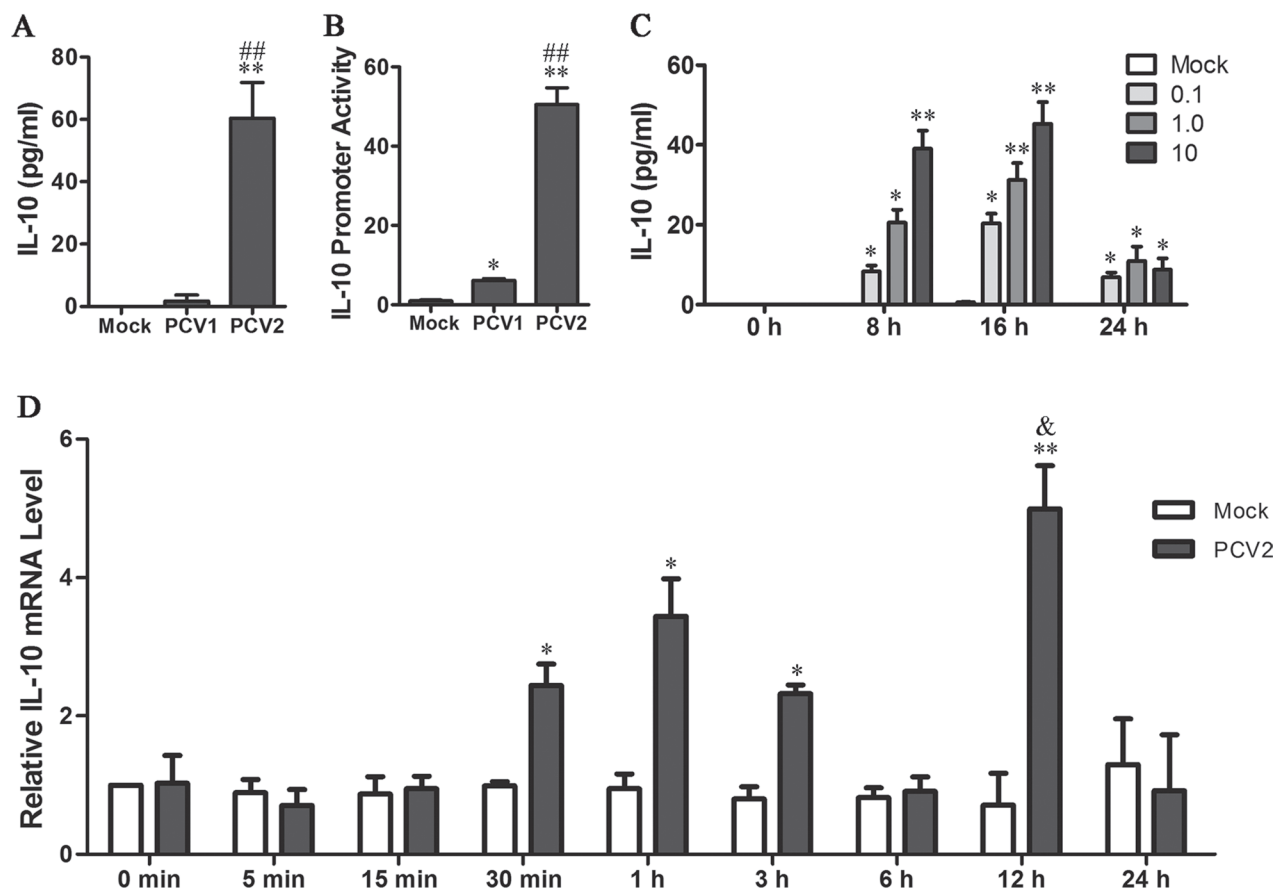 A
IL-10 (pg/ml)
80
60
40
20
0
##
**
Mock PCV1 PCV2
B
IL-10 Promoter Activity
60
40
20
0
*
##
**
Mock PCV1 PCV2
C
IL-10 (pg/ml)
60
40
20
0
* * **
* ** **
* * *
0 h 8 h 16 h 24 h
Mock
0.1
1.0
10
D
Relative IL-10 mRNA Level
6
4
2
0
*
*
*
&
**
0 min 5 min 15 min 30 min 1 h 3 h 6 h 12 h 24 h
Mock
PCV2